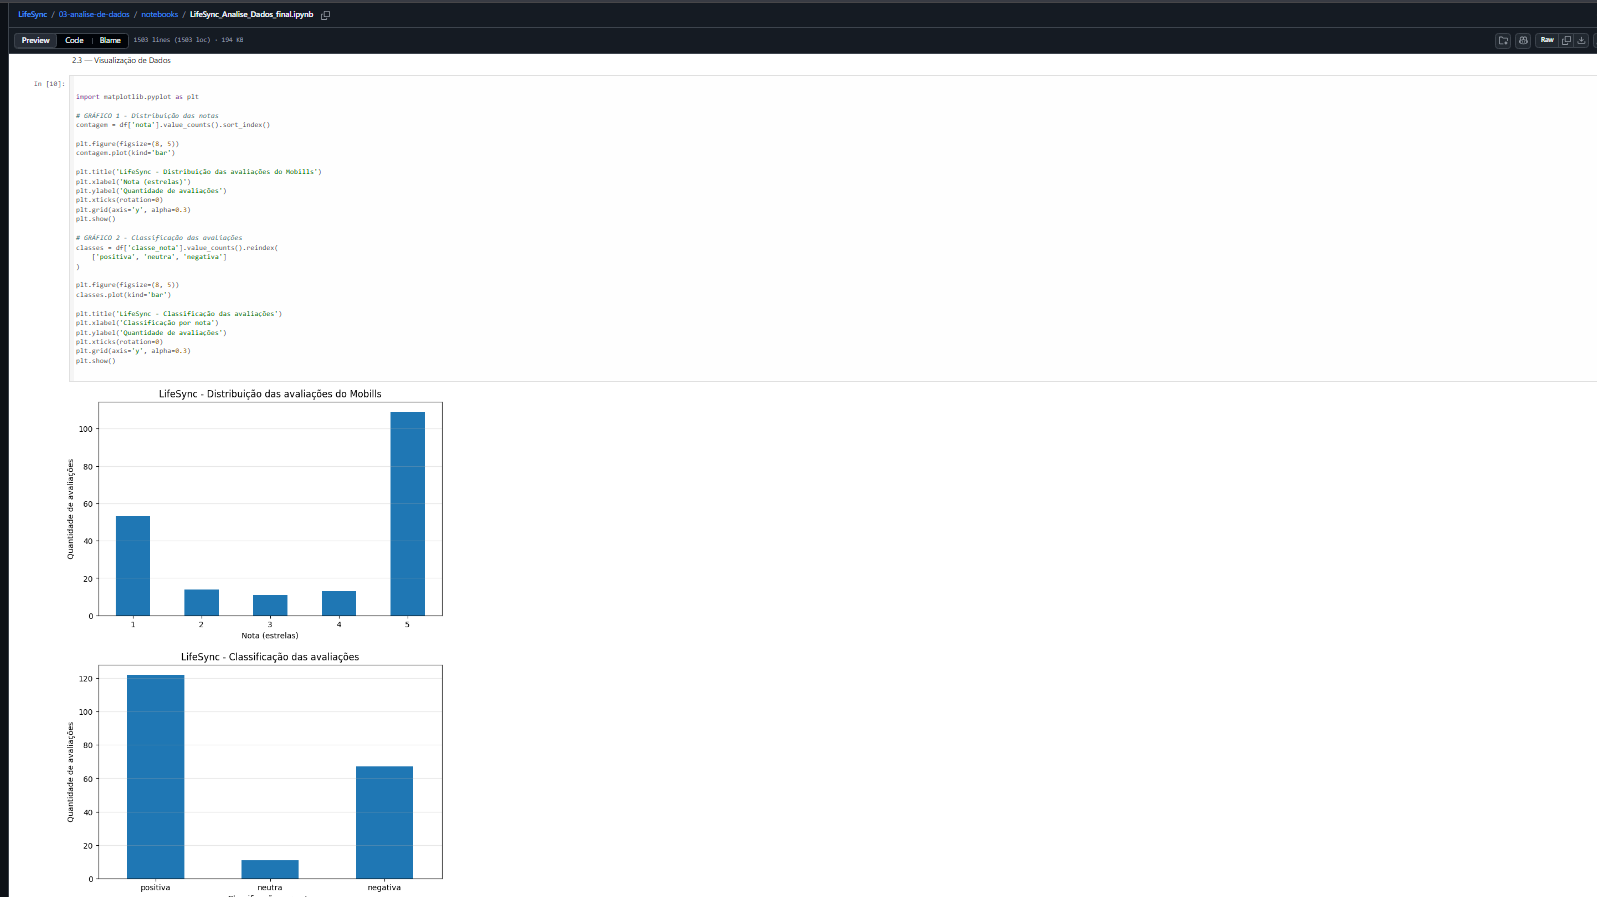 LifeSync / 03-analise-de-dados / notebooks / LifeSync_Analise_Dados_final.ipynb
Preview Code Blame 1503 lines (1503 loc) · 194 KB Raw
2.3 — Visualização de Dados
In [10]:
import matplotlib.pyplot as plt
# GRÁFICO 1 - Distribuição das notas
contagem = df['nota'].value_counts().sort_index()
plt.figure(figsize=(8, 5))
contagem.plot(kind='bar')
plt.title('LifeSync - Distribuição das avaliações do Mobills')
plt.xlabel('Nota (estrelas)')
plt.ylabel('Quantidade de avaliações')
plt.xticks(rotation=0)
plt.grid(axis='y', alpha=0.3)
plt.show()
# GRÁFICO 2 - Classificação das avaliações
classes = df['classe_nota'].value_counts().reindex(
['positiva', 'neutra', 'negativa']
)
plt.figure(figsize=(8, 5))
classes.plot(kind='bar')
plt.title('LifeSync - Classificação das avaliações')
plt.xlabel('Classificação por nota')
plt.ylabel('Quantidade de avaliações')
plt.xticks(rotation=0)
plt.grid(axis='y', alpha=0.3)
plt.show()
LifeSync - Distribuição das avaliações do Mobills
Quantidade de avaliações
100
80
60
40
20
0
1 2 3 4 5
Nota (estrelas)
LifeSync - Classificação das avaliações
Quantidade de avaliações
120
100
80
60
40
20
0
positiva neutra negativa